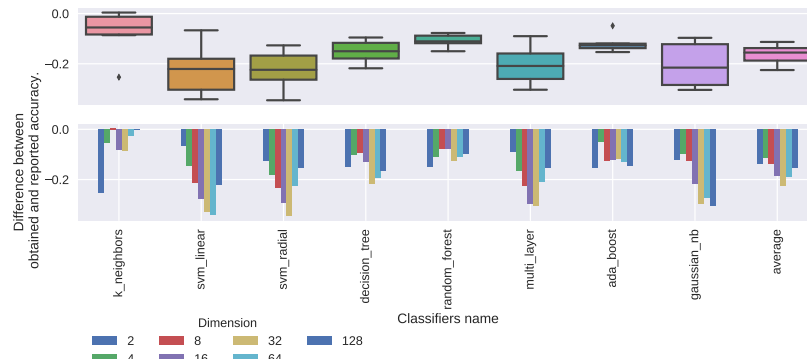 0.0
−0.2
0.0
−0.2
Difference between
obtained and reported accuracy.
k_neighbors
svm_linear
svm_radial
decision_tree
random_forest
multi_layer
ada_boost
gaussian_nb
average
Classifiers name
Dimension
2 8 32 128
4 16 64